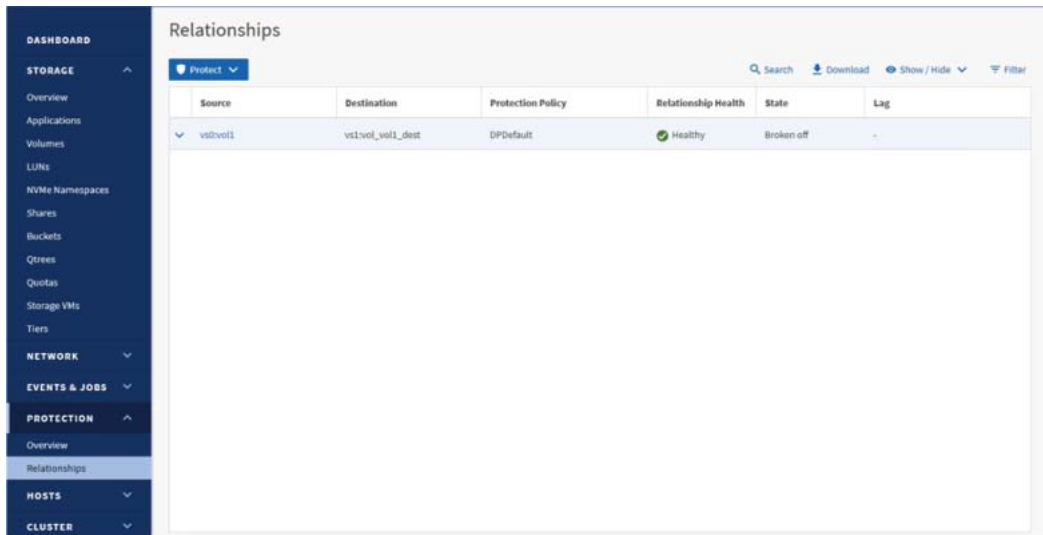 DASHBOARD
STORAGE
Overview
Applications
Volumes
LUNs
NVMe Namespaces
Shares
Buckets
Qtrees
Quotas
Storage VMs
Tiers
NETWORK
EVENTS & JOBS
PROTECTION
Overview
Relationships
HOSTS
CLUSTER
Relationships
Protect
Search Download Show / Hide Filter
Source Destination Protection Policy Relationship Health State Lag
vs0:vol1 vs1:vol_vol1_dest DPDefault Healthy Broken off -